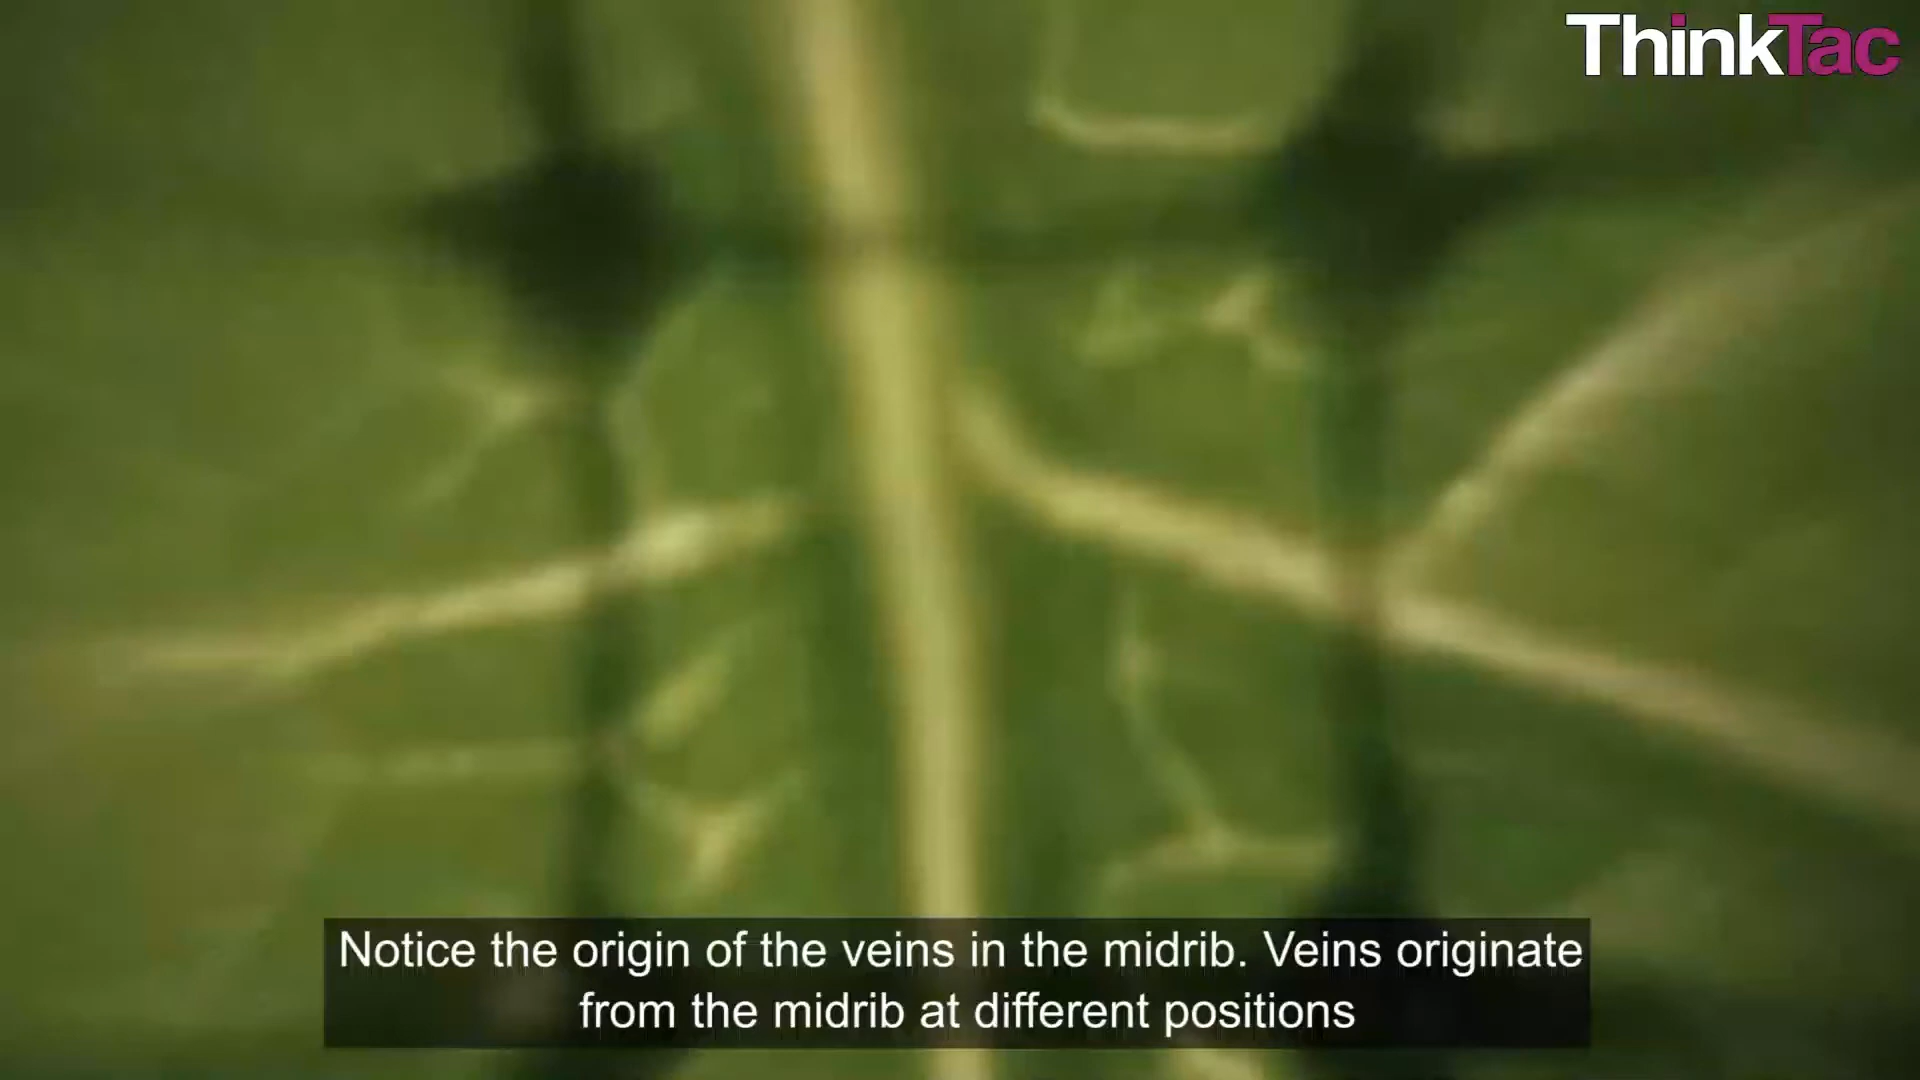 ThinkTac
Notice the origin of the veins in the midrib. Veins originate
from the midrib at different positions